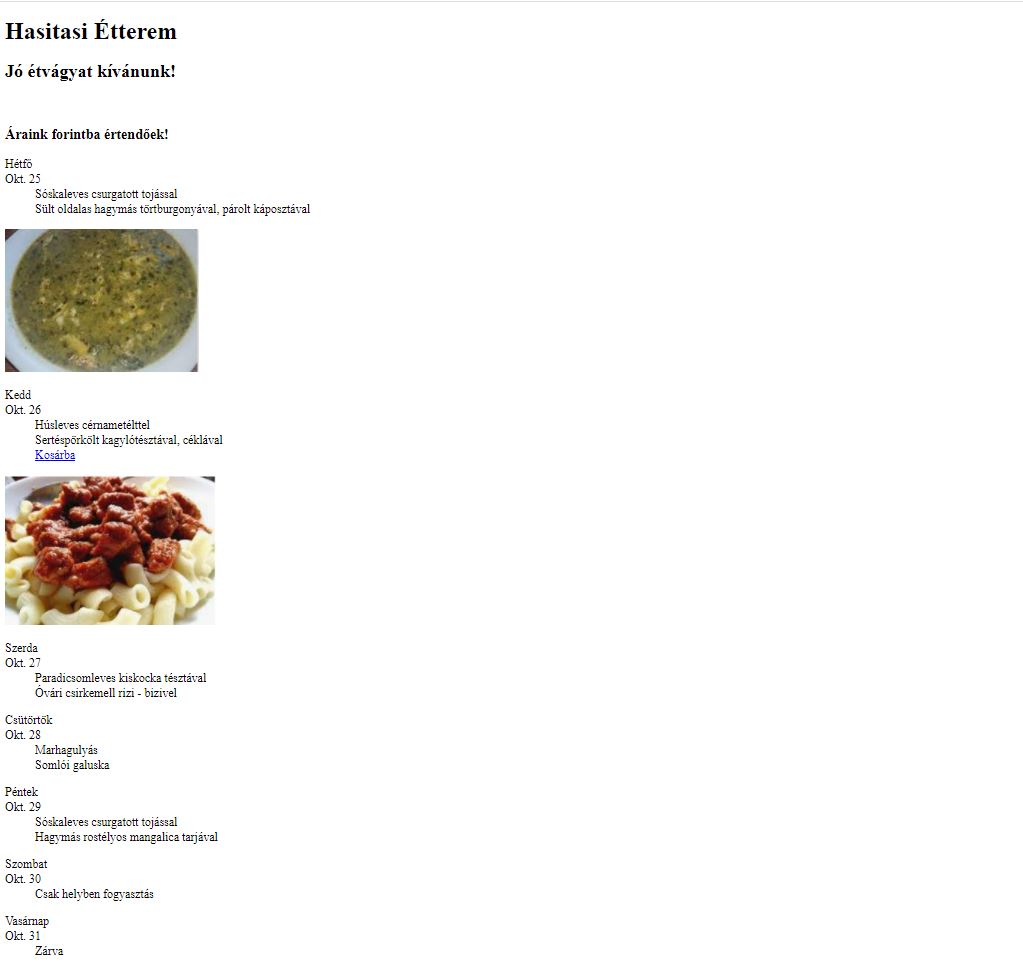 Hasitasi Étterem
Jó étvágyat kívánunk!
Áraink forintba értendőek!
Hétfő
Okt. 25
Sóskaleves csurgatott tojással
Sült oldalas hagymás törtburgonyával, párolt káposztával
Kedd
Okt. 26
Húsleves cérnametélttel
Sertéspörkölt kagylótésztával, céklával
Kosárba
Szerda
Okt. 27
Paradicsomleves kiskocka tésztával
Óvári csirkemell rizi - bizivel
Csütörtök
Okt. 28
Marhagulyás
Somlói galuska
Péntek
Okt. 29
Sóskaleves csurgatott tojással
Hagymás rostélyos mangalica tarjával
Szombat
Okt. 30
Csak helyben fogyasztás
Vasárnap
Okt. 31
Zárva